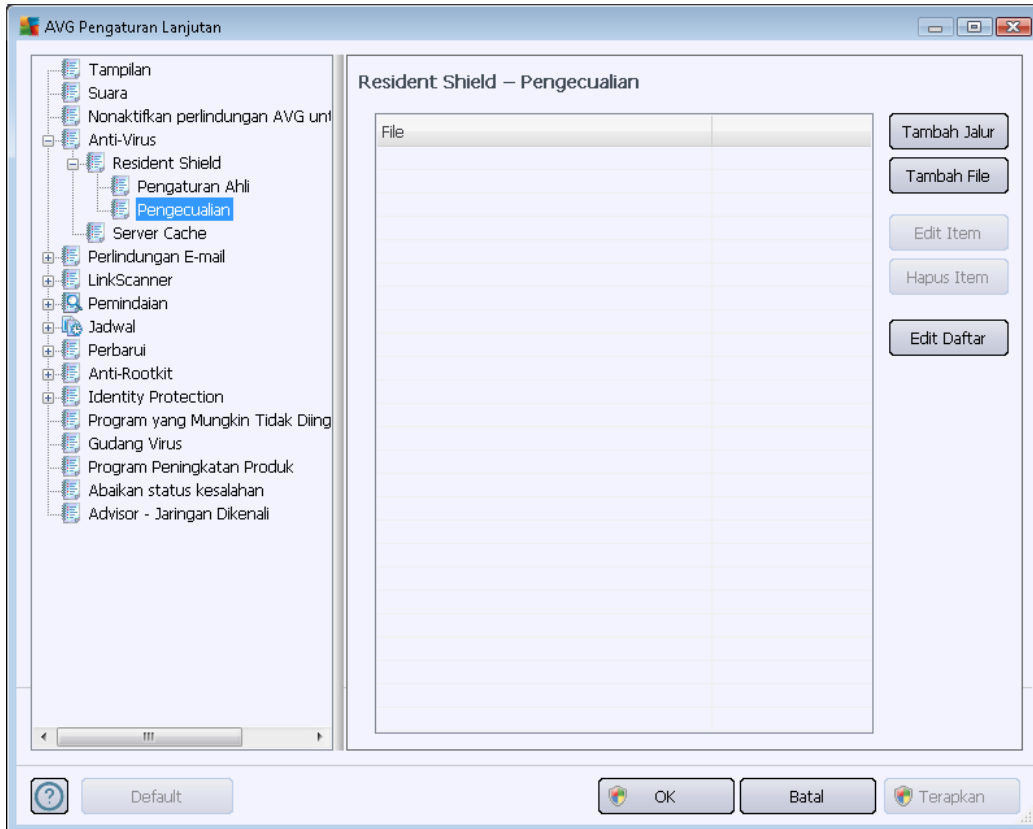 AVG Pengaturan Lanjutan
Tampilan
Suara
Nonaktifkan perlindungan AVG unt
Anti-Virus
Resident Shield
Pengaturan Ahli
Pengecualian
Server Cache
Perlindungan E-mail
LinkScanner
Pemindaian
Jadwal
Perbarui
Anti-Rootkit
Identity Protection
Program yang Mungkin Tidak Diing
Gudang Virus
Program Peningkatan Produk
Abaikan status kesalahan
Advisor - Jaringan Dikenali
Resident Shield – Pengecualian
File
Tambah Jalur
Tambah File
Edit Item
Hapus Item
Edit Daftar
Default
OK
Batal
Terapkan